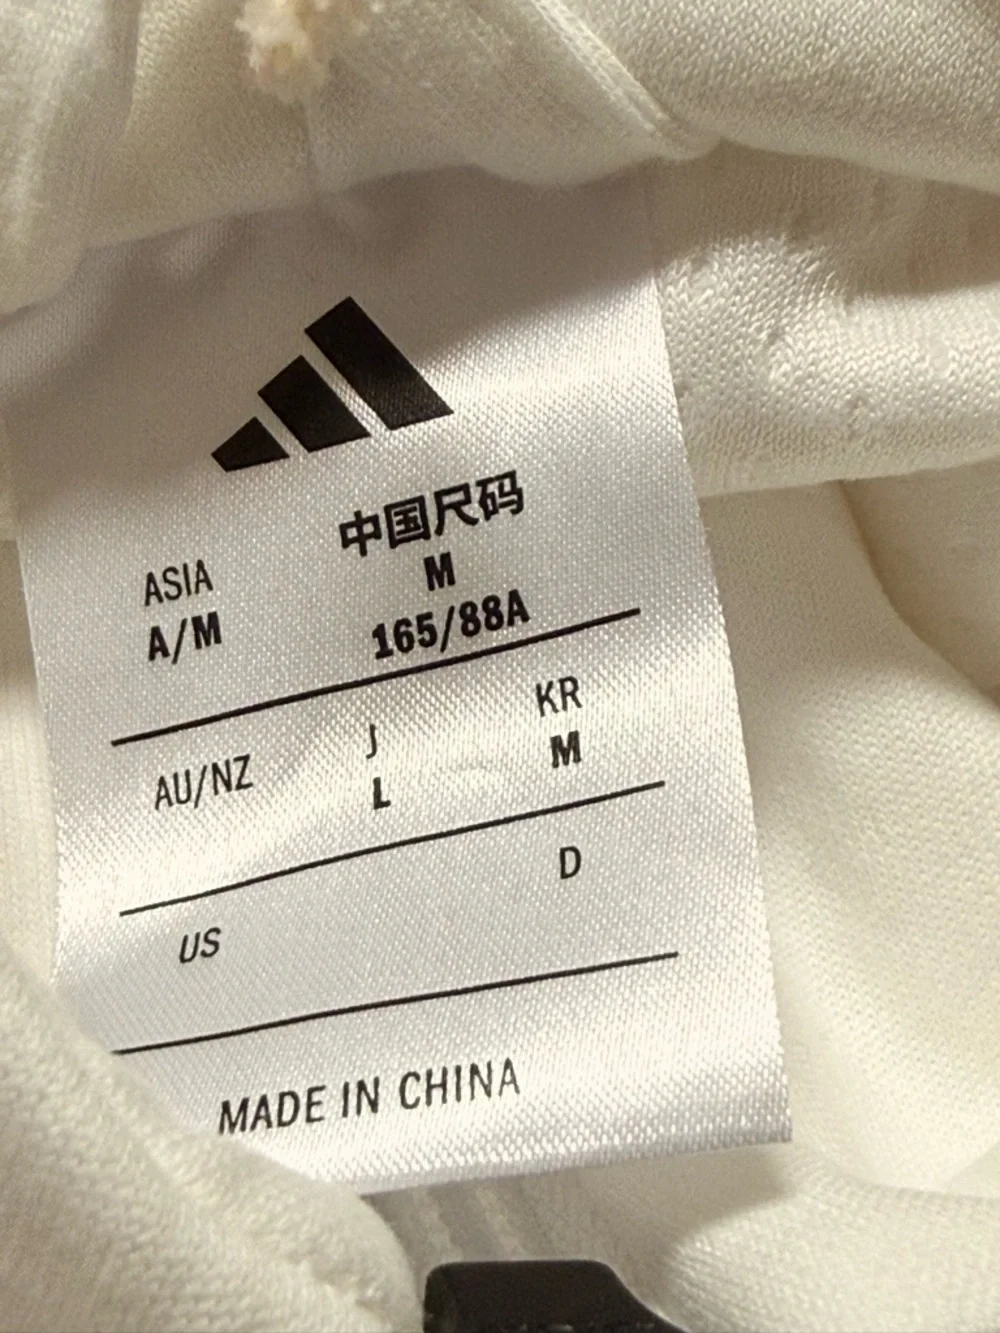 中国尺码
ASIA M
A/M 165/88A
AU/NZ J KR
L M
US D
MADE IN CHINA